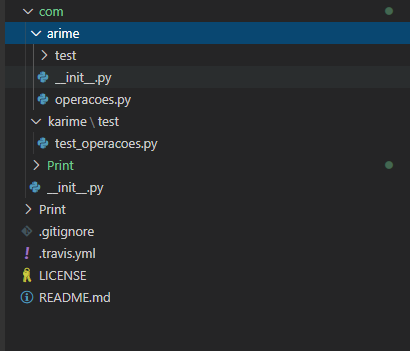 com
arime
test
__init__.py
operacoes.py
karime \ test
test_operacoes.py
Print
__init__.py
Print
.gitignore
.travis.yml
LICENSE
README.md